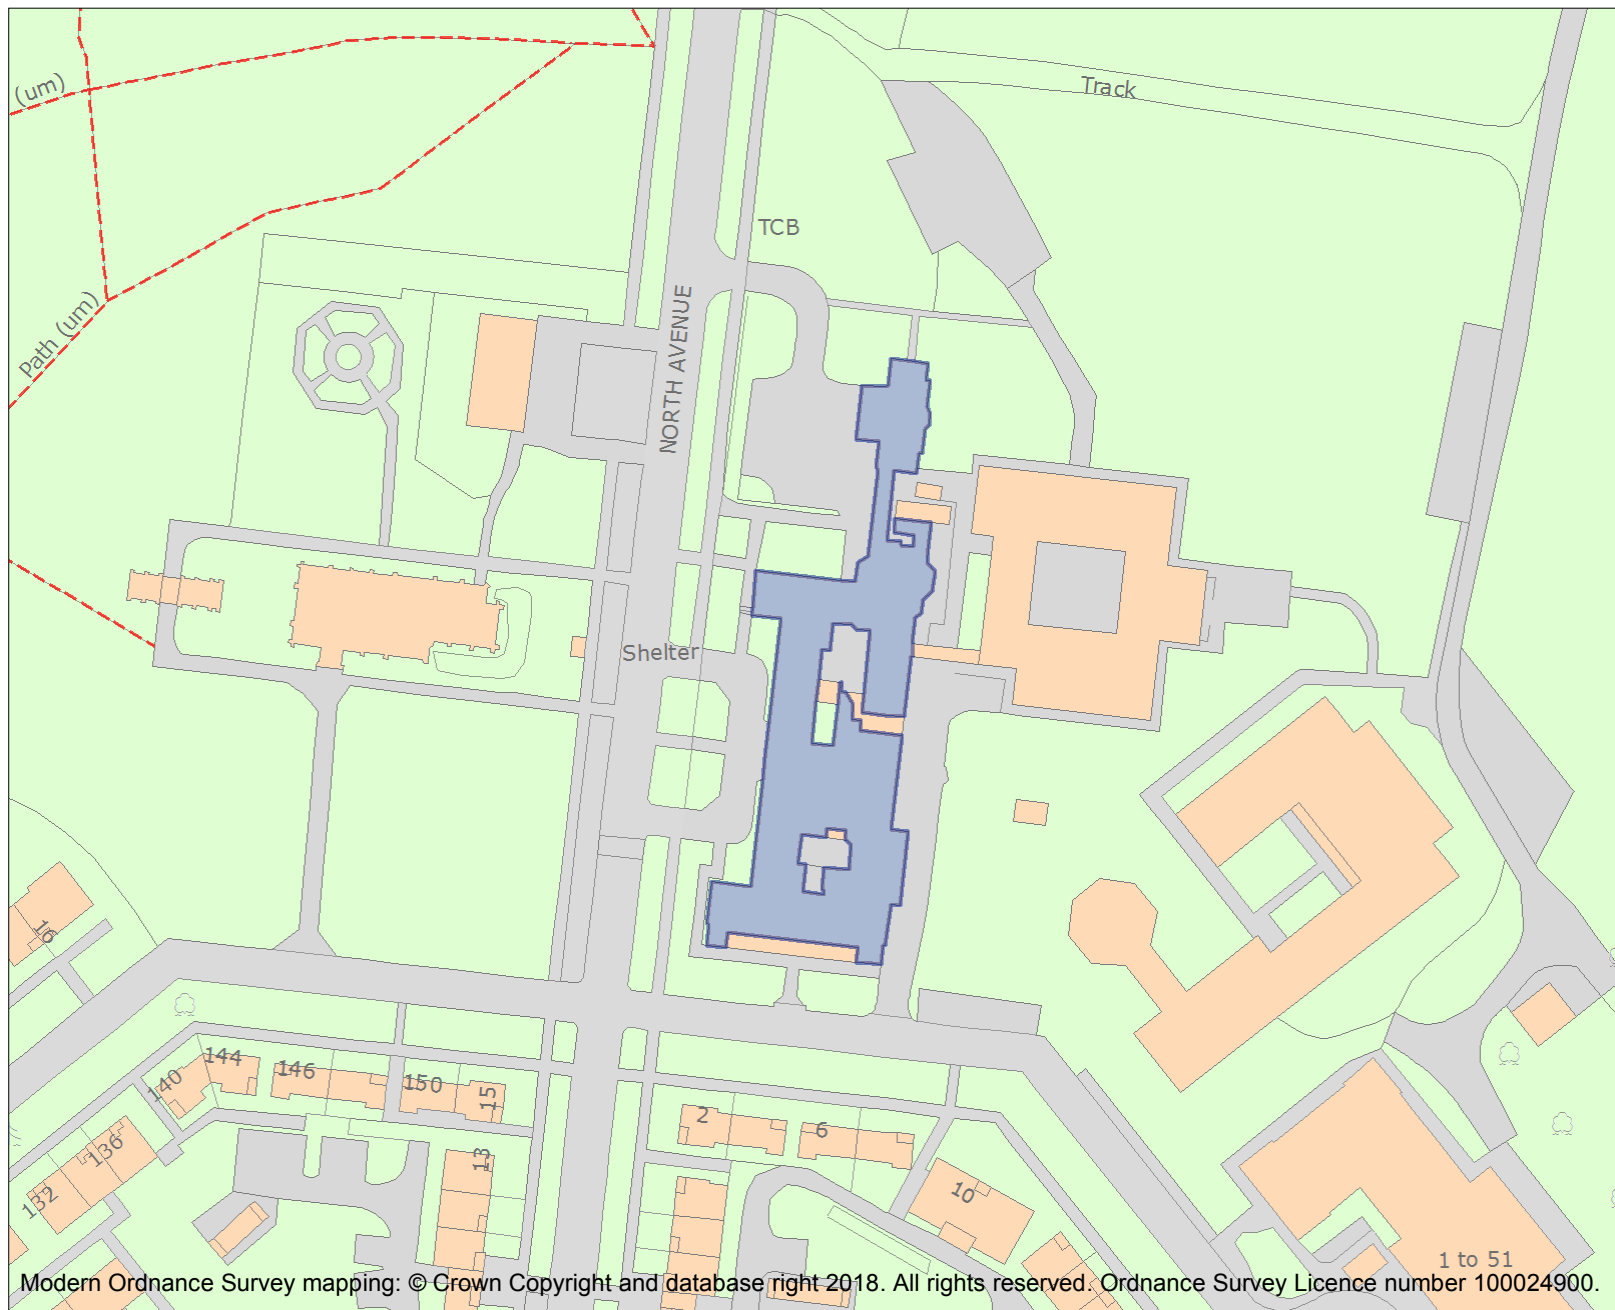 (um)
Track
TCB
Path (um)
NORTH AVENUE
Shelter
16
144
146
140
150
15
136
2
6
13
132
10
1 to 51
Modern Ordnance Survey mapping: © Crown Copyright and database right 2018. All rights reserved. Ordnance Survey Licence number 100024900.